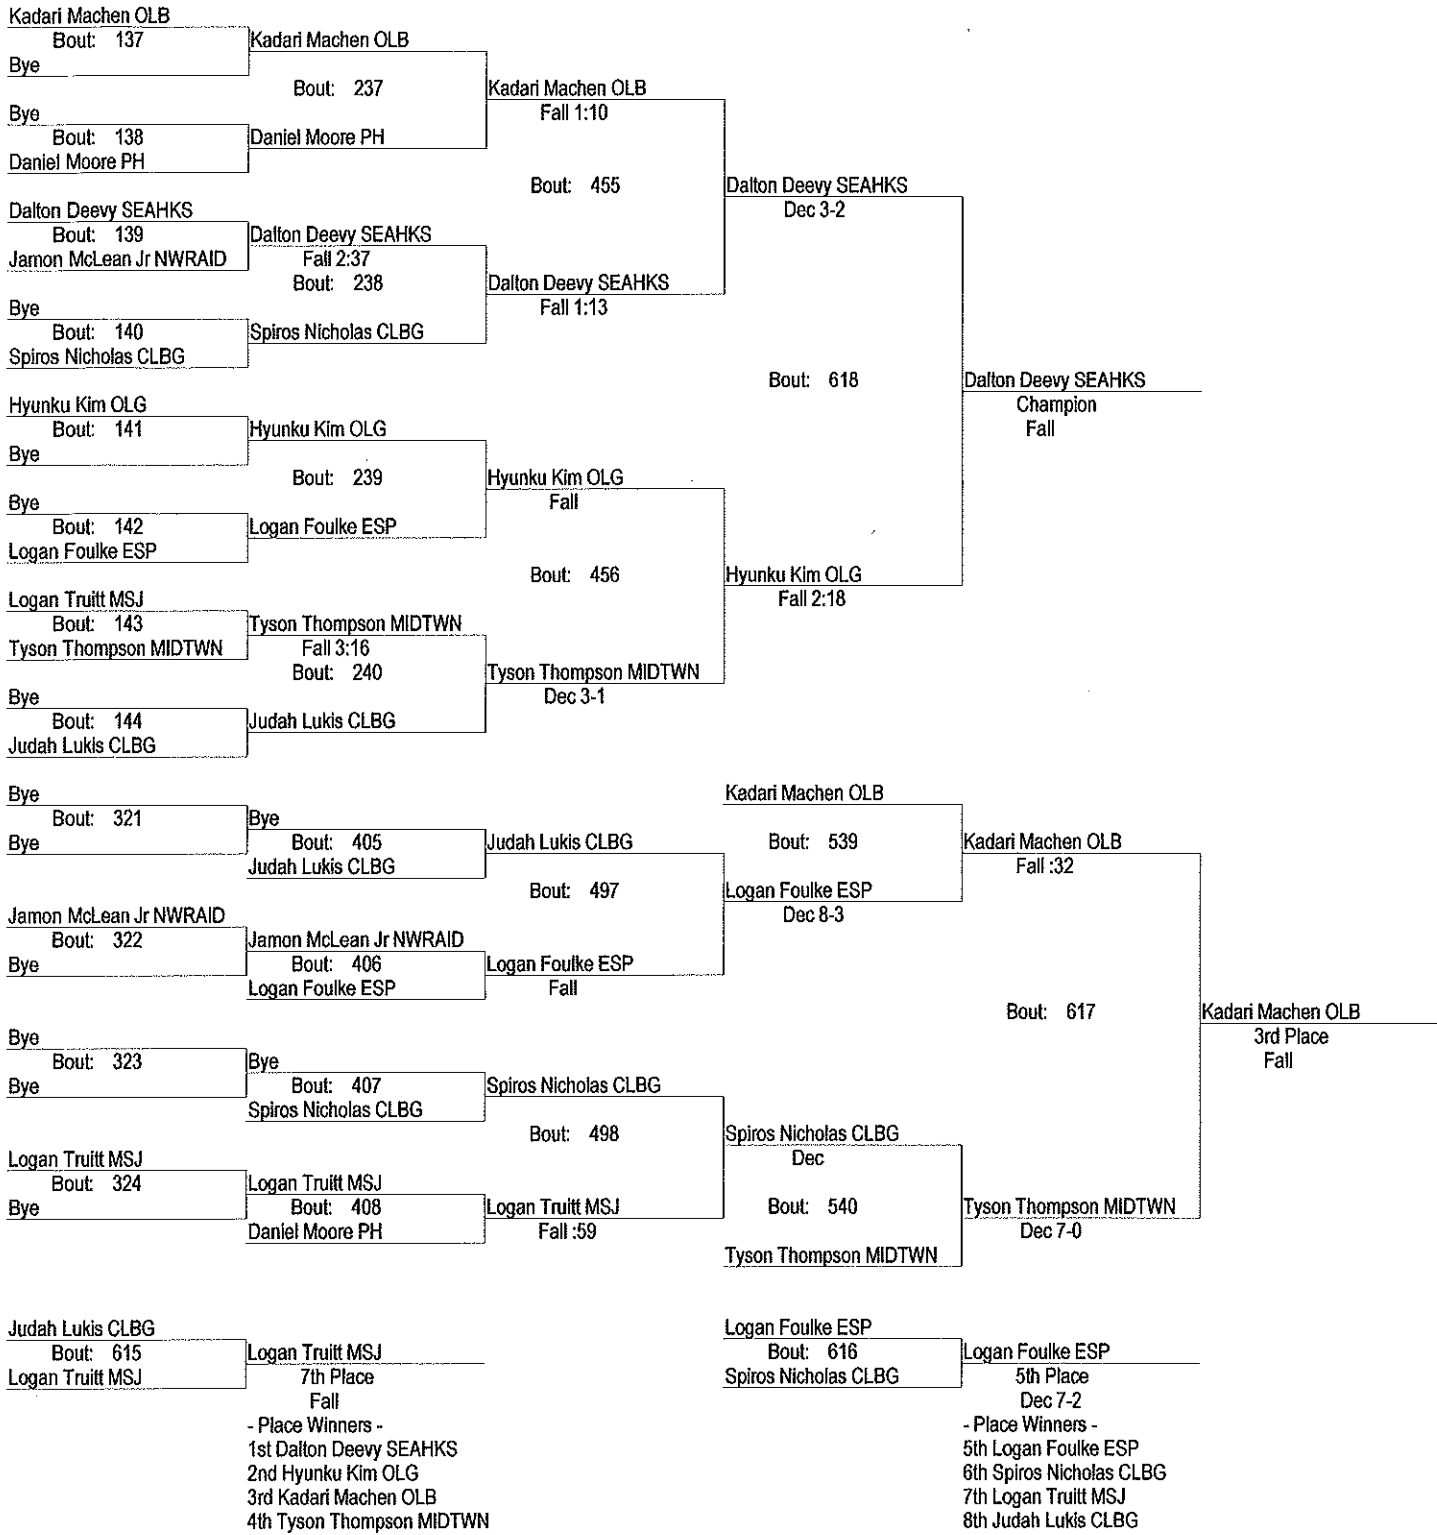 Kadari Machen OLB
Bout: 137
Kadari Machen OLB
Bye
Bout: 237
Kadari Machen OLB
Fall 1:10
Bye
Bout: 138
Daniel Moore PH
Daniel Moore PH
Bout: 455
Dalton Deevy SEAHKS
Dec 3-2
Dalton Deevy SEAHKS
Bout: 139
Dalton Deevy SEAHKS
Jamon McLean Jr NWRAID
Fall 2:37
Bout: 238
Dalton Deevy SEAHKS
Fall 1:13
Bye
Bout: 140
Spiros Nicholas CLBG
Spiros Nicholas CLBG
Bout: 618
Dalton Deevy SEAHKS
Champion
Fall
Hyunku Kim OLG
Bout: 141
Hyunku Kim OLG
Bye
Bout: 239
Hyunku Kim OLG
Fall
Bye
Bout: 142
Logan Foulke ESP
Logan Foulke ESP
Bout: 456
Hyunku Kim OLG
Fall 2:18
Logan Truitt MSJ
Bout: 143
Tyson Thompson MIDTWN
Tyson Thompson MIDTWN
Fall 3:16
Bout: 240
Tyson Thompson MIDTWN
Dec 3-1
Bye
Bout: 144
Judah Lukis CLBG
Judah Lukis CLBG
Bye
Bout: 321
Bye
Bye
Bout: 405
Judah Lukis CLBG
Judah Lukis CLBG
Bout: 497
Kadari Machen OLB
Bout: 539
Kadari Machen OLB
Fall :32
Logan Foulke ESP
Dec 8-3
Jamon McLean Jr NWRAID
Bout: 322
Jamon McLean Jr NWRAID
Bye
Bout: 406
Logan Foulke ESP
Logan Foulke ESP
Fall
Bout: 617
Kadari Machen OLB
3rd Place
Fall
Bye
Bout: 323
Bye
Bye
Bout: 407
Spiros Nicholas CLBG
Spiros Nicholas CLBG
Bout: 498
Spiros Nicholas CLBG
Dec
Logan Truitt MSJ
Bout: 324
Logan Truitt MSJ
Bye
Bout: 408
Logan Truitt MSJ
Daniel Moore PH
Fall :59
Bout: 540
Tyson Thompson MIDTWN
Dec 7-0
Tyson Thompson MIDTWN
Judah Lukis CLBG
Bout: 615
Logan Truitt MSJ
Logan Truitt MSJ
7th Place
Fall
- Place Winners -
1st Dalton Deevy SEAHKS
2nd Hyunku Kim OLG
3rd Kadari Machen OLB
4th Tyson Thompson MIDTWN
Logan Foulke ESP
Bout: 616
Logan Foulke ESP
Spiros Nicholas CLBG
5th Place
Dec 7-2
- Place Winners -
5th Logan Foulke ESP
6th Spiros Nicholas CLBG
7th Logan Truitt MSJ
8th Judah Lukis CLBG